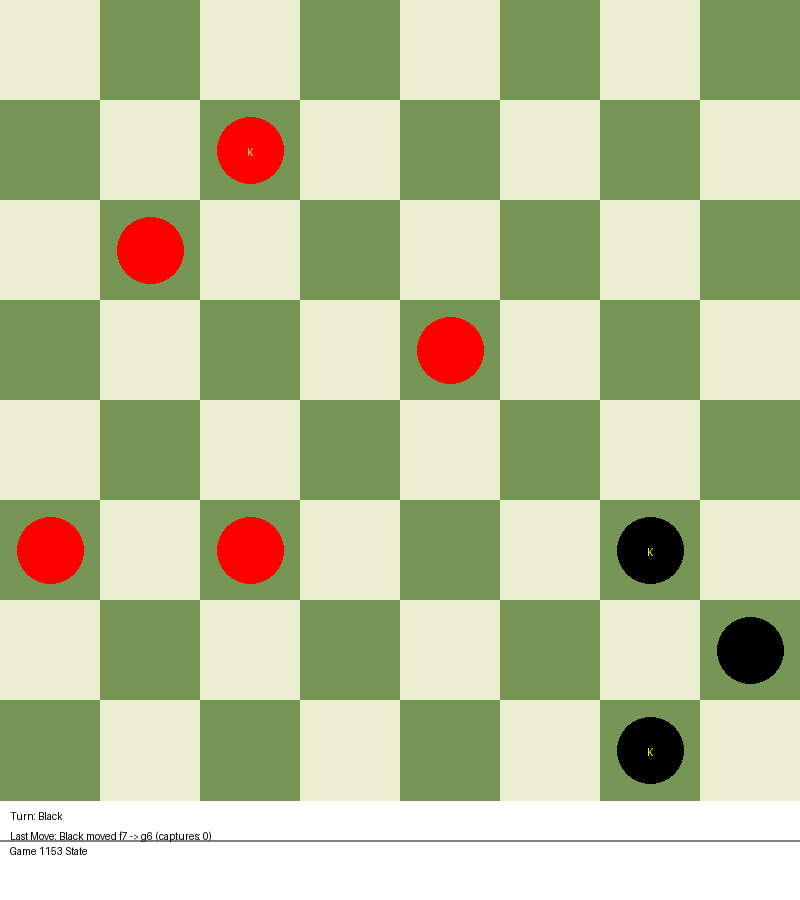 K
K
K
Turn: Black
Last Move: Black moved f7 -> g6 (captures: 0)
Game 1153 State